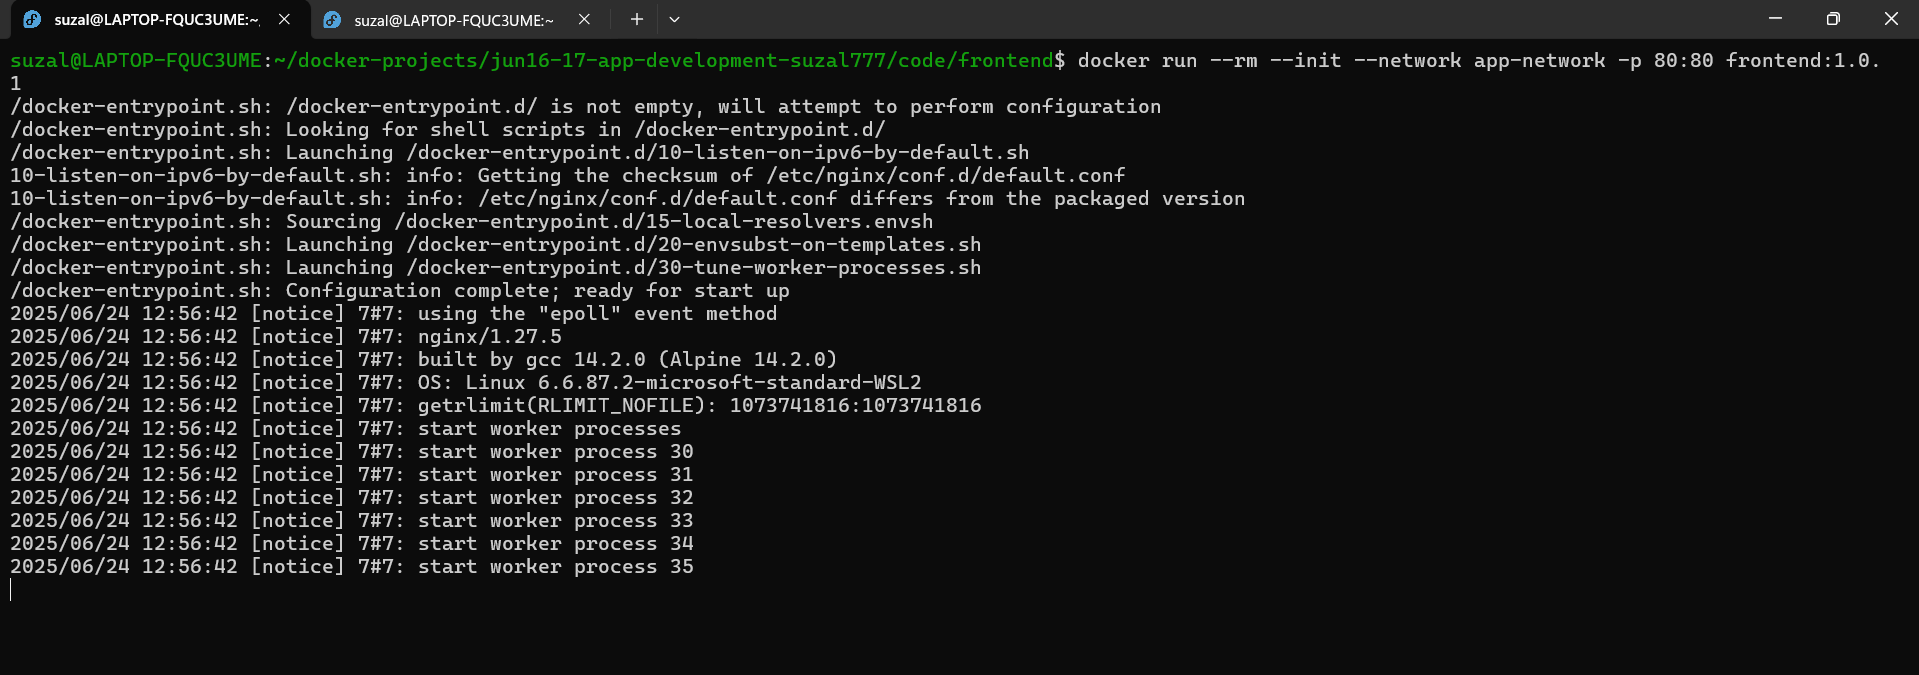 suzal@LAPTOP-FQUC3UME:~,
suzal@LAPTOP-FQUC3UME:~
suzal@LAPTOP-FQUC3UME:~/docker-projects/jun16-17-app-development-suzal777/code/frontend$ docker run --rm --init --network app-network -p 80:80 frontend:1.0.
1
/docker-entrypoint.sh: /docker-entrypoint.d/ is not empty, will attempt to perform configuration
/docker-entrypoint.sh: Looking for shell scripts in /docker-entrypoint.d/
/docker-entrypoint.sh: Launching /docker-entrypoint.d/10-listen-on-ipv6-by-default.sh
10-listen-on-ipv6-by-default.sh: info: Getting the checksum of /etc/nginx/conf.d/default.conf
10-listen-on-ipv6-by-default.sh: info: /etc/nginx/conf.d/default.conf differs from the packaged version
/docker-entrypoint.sh: Sourcing /docker-entrypoint.d/15-local-resolvers.envsh
/docker-entrypoint.sh: Launching /docker-entrypoint.d/20-envsubst-on-templates.sh
/docker-entrypoint.sh: Launching /docker-entrypoint.d/30-tune-worker-processes.sh
/docker-entrypoint.sh: Configuration complete; ready for start up
2025/06/24 12:56:42 [notice] 7#7: using the "epoll" event method
2025/06/24 12:56:42 [notice] 7#7: nginx/1.27.5
2025/06/24 12:56:42 [notice] 7#7: built by gcc 14.2.0 (Alpine 14.2.0)
2025/06/24 12:56:42 [notice] 7#7: OS: Linux 6.6.87.2-microsoft-standard-WSL2
2025/06/24 12:56:42 [notice] 7#7: getrlimit(RLIMIT_NOFILE): 1073741816:1073741816
2025/06/24 12:56:42 [notice] 7#7: start worker processes
2025/06/24 12:56:42 [notice] 7#7: start worker process 30
2025/06/24 12:56:42 [notice] 7#7: start worker process 31
2025/06/24 12:56:42 [notice] 7#7: start worker process 32
2025/06/24 12:56:42 [notice] 7#7: start worker process 33
2025/06/24 12:56:42 [notice] 7#7: start worker process 34
2025/06/24 12:56:42 [notice] 7#7: start worker process 35